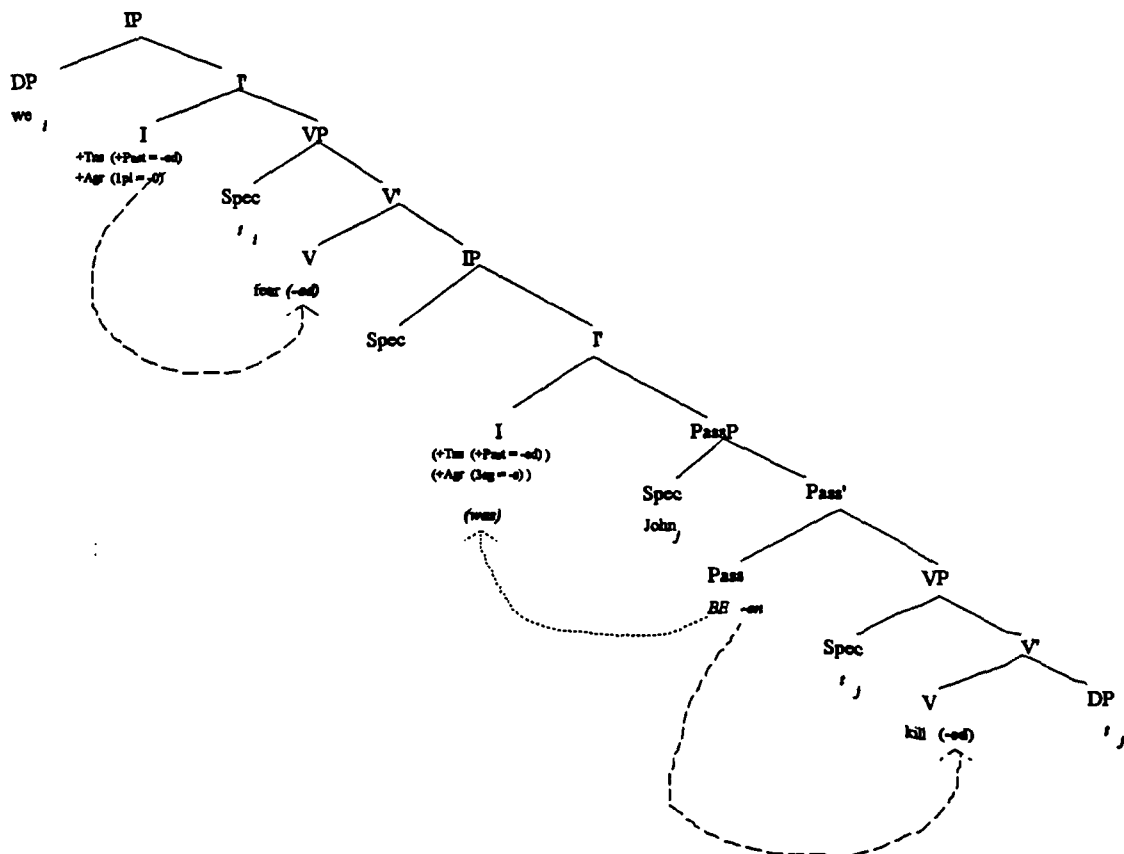 IP
DP
I'
we i
I
VP
+Tns (+Past = -ed)
+Agr (1pl = -0)
Spec
V'
t i
V
IP
fear (-ed)
Spec
I'
I
PassP
(+Tns (+Past = -ed) )
(+Agr (3sg = -s) )
Spec
Pass'
(was)
John j
Pass
VP
BE -en
Spec
V'
t j
V
DP
kill (-ed)
t j